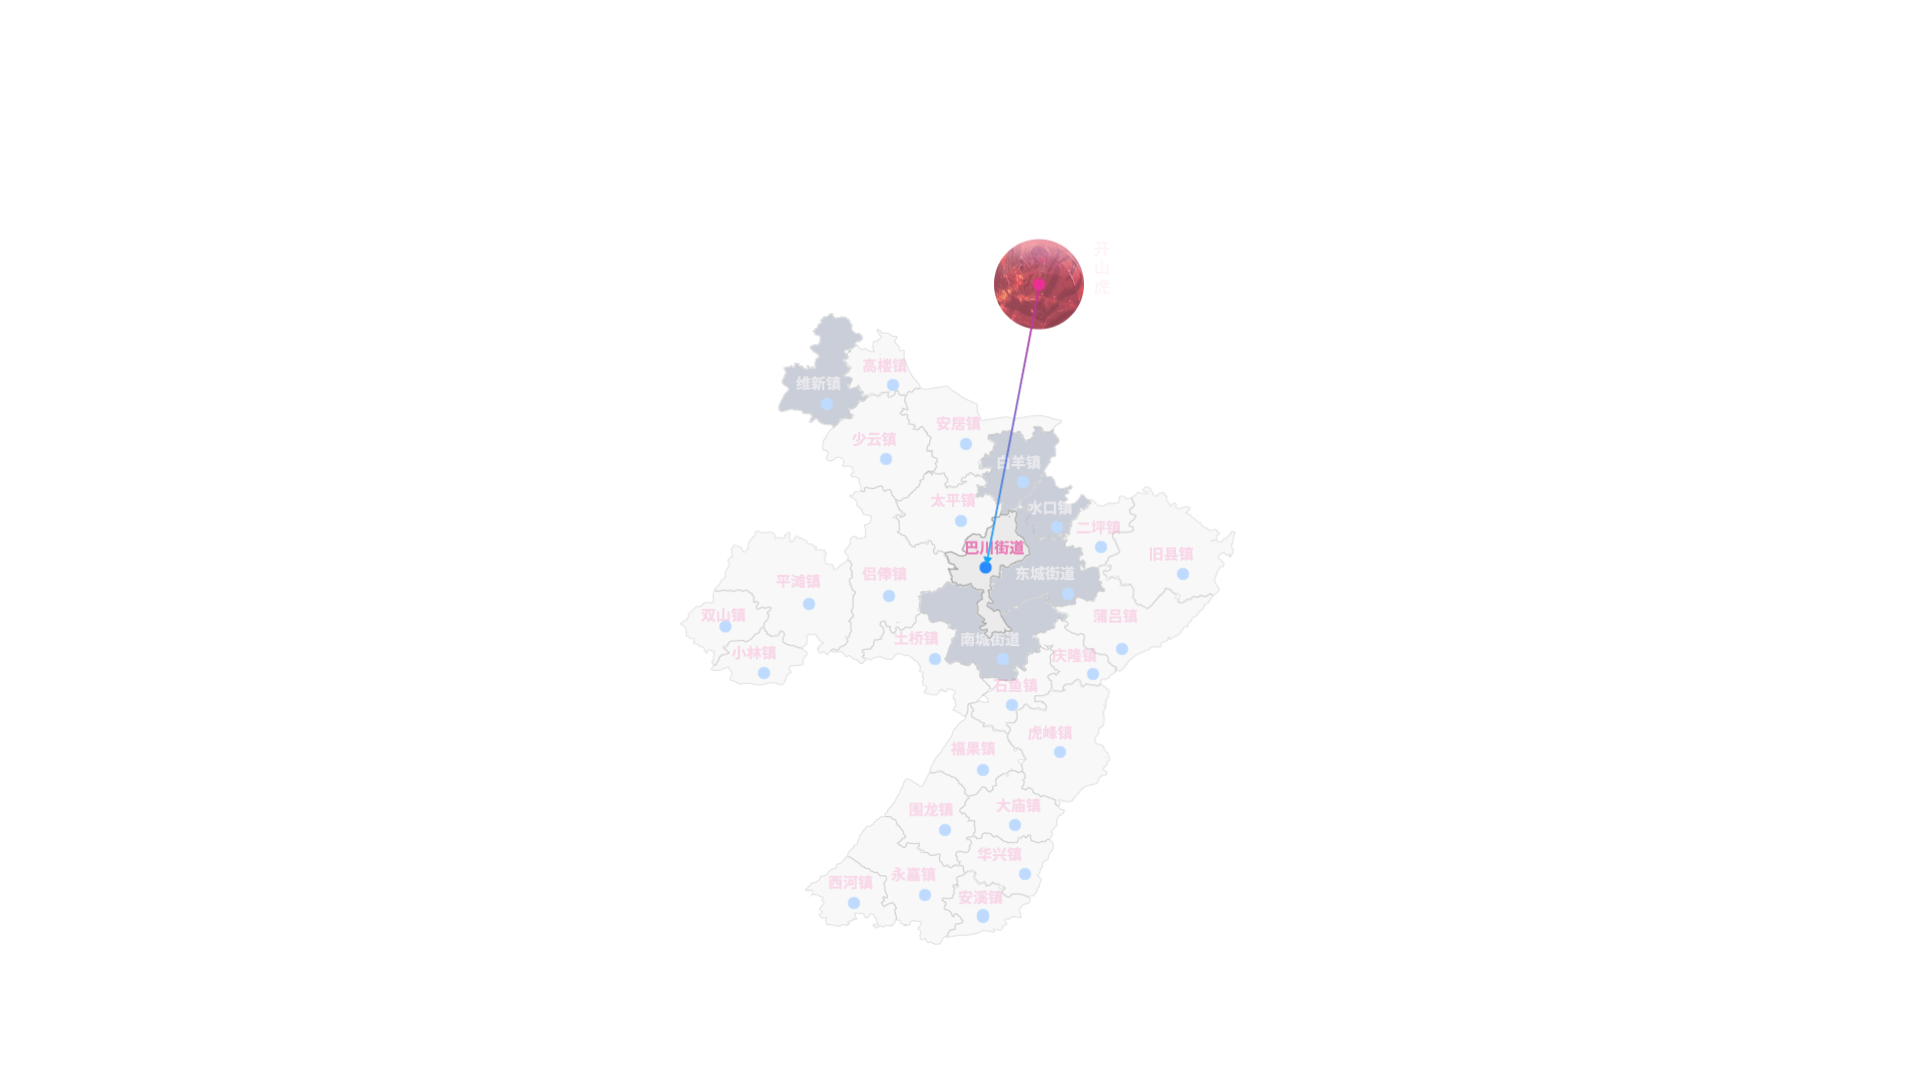 开山虎
高楼镇
维新镇
安居镇
少云镇
白羊镇
太平镇
水口镇
二坪镇
巴川街道
旧县镇
侣俸镇
东城街道
平滩镇
双山镇
蒲吕镇
土桥镇
南城街道
小林镇
庆隆镇
石鱼镇
虎峰镇
福果镇
围龙镇
大庙镇
华兴镇
永嘉镇
西河镇
安溪镇